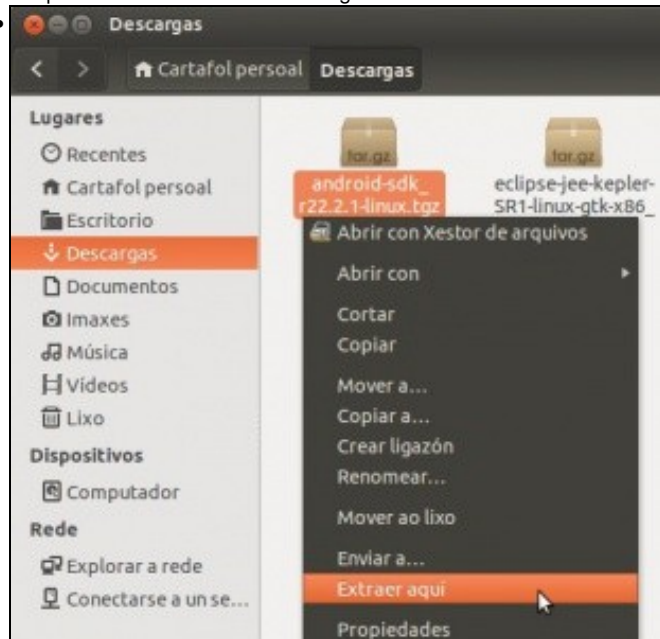 Descargas
Cartafol persoal Descargas
Lugares
Recentes
Cartafol persoal
Escritorio
Descargas
Documentos
Imaxes
Música
Vídeos
Lixo
Dispositivos
Computador
Rede
Explorar a rede
Conectarse a un se...
tar.gz
android-sdk_
r22.2.1-linux.tgz
tar.gz
eclipse-jee-kepler-
SR1-linux-gtk-x86_
Abrir con Xestor de arquivos
Abrir con
Cortar
Copiar
Mover a...
Copiar a...
Crear ligazón
Renomear...
Mover ao lixo
Enviar a...
Extraer aquí
Propiedades